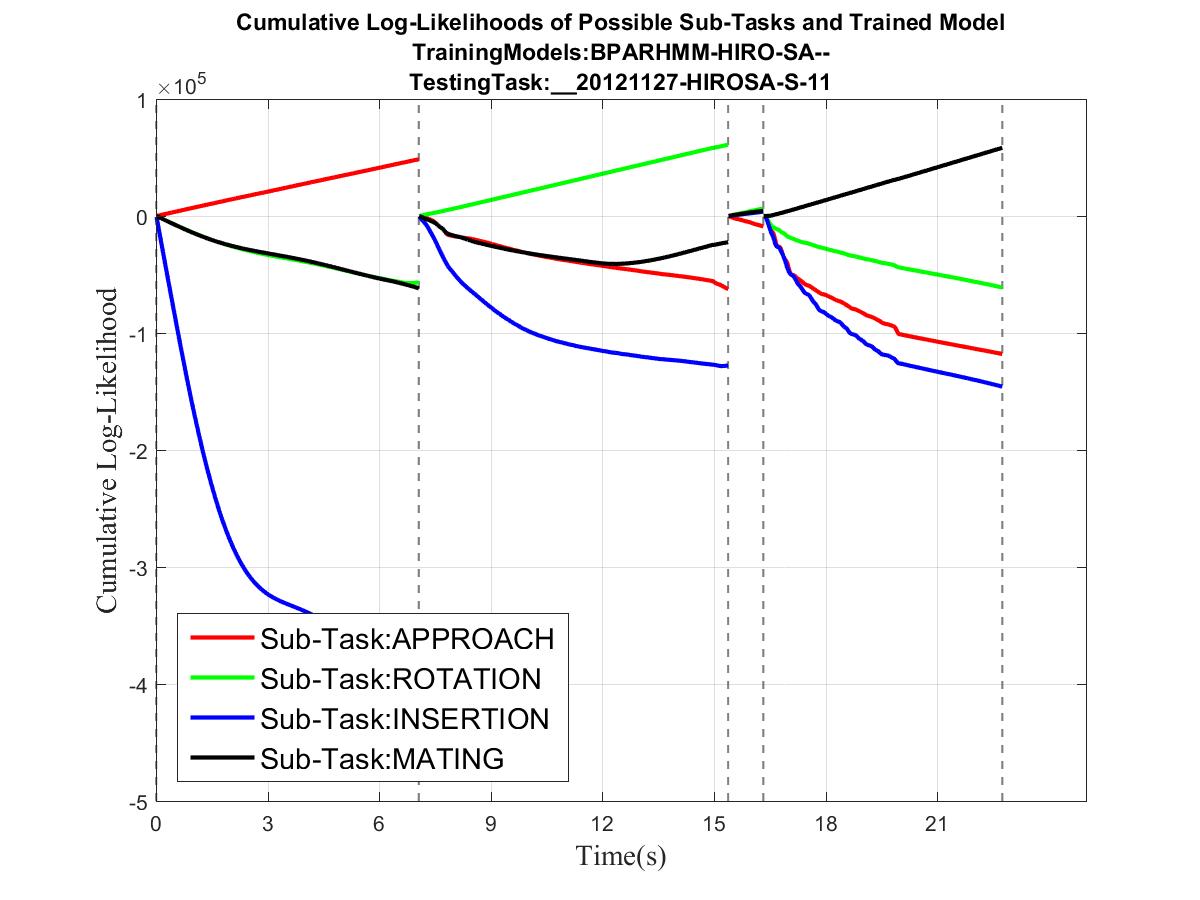 Cumulative Log-Likelihoods of Possible Sub-Tasks and Trained Model
TrainingModels:BPARHMM-HIRO-SA--
TestingTask:__20121127-HIROSA-S-11
×10^5
1
0
-1
-2
-3
-4
-5
Cumulative Log-Likelihood
Sub-Task:APPROACH
Sub-Task:ROTATION
Sub-Task:INSERTION
Sub-Task:MATING
0 3 6 9 12 15 18 21
Time(s)